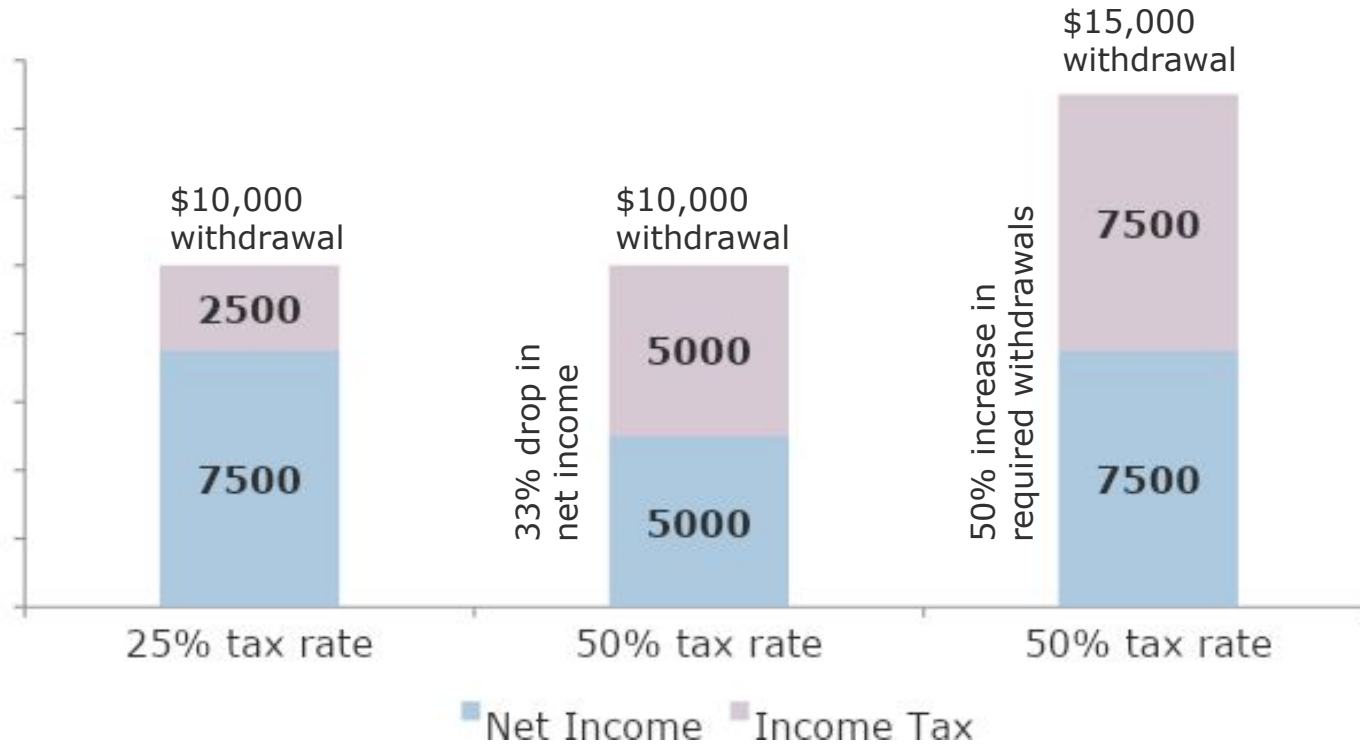 $15,000
withdrawal
$10,000
withdrawal
$10,000
withdrawal
2500
7500
33% drop in
net income
5000
5000
50% increase in
required withdrawals
7500
7500
25% tax rate
50% tax rate
50% tax rate
Net Income
Income Tax